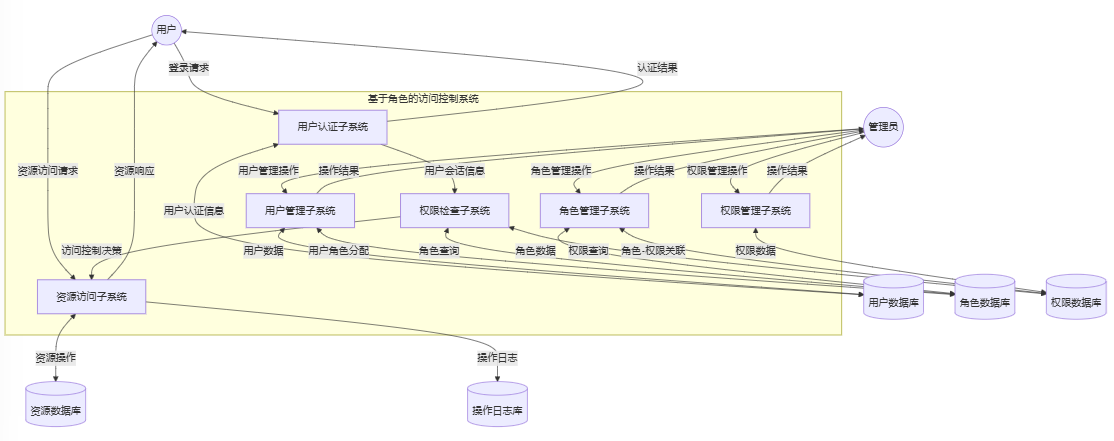 用户
登录请求
认证结果
基于角色的访问控制系统
用户认证子系统
管理员
资源访问请求
资源响应
用户管理操作
操作结果
用户会话信息
角色管理操作
操作结果
权限管理操作
操作结果
用户认证信息
用户管理子系统
权限检查子系统
角色管理子系统
权限管理子系统
访问控制决策
用户数据
用户角色分配
角色查询
角色数据
权限查询
角色-权限关联
权限数据
资源访问子系统
用户数据库
角色数据库
权限数据库
资源操作
操作日志
资源数据库
操作日志库